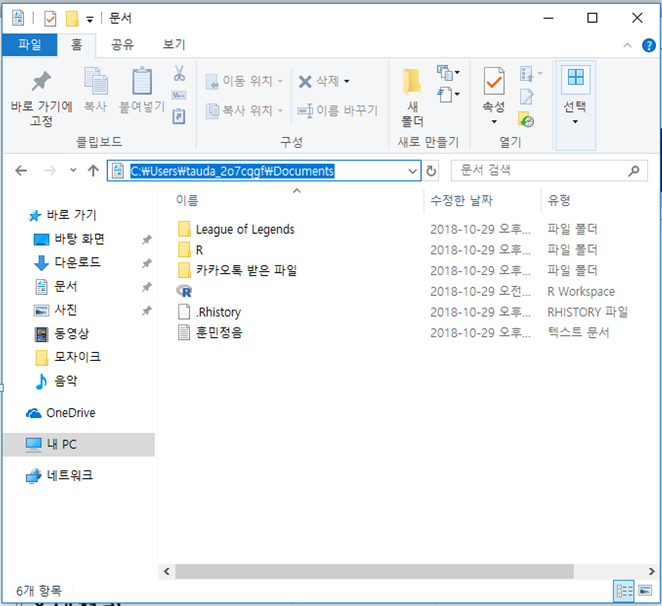 문서
파일 홈 공유 보기
바로 가기에 고정
복사
붙여넣기
클립보드
이동 위치
복사 위치
삭제
이름 바꾸기
구성
새 폴더
새로 만들기
속성
열기
선택
C:₩Users₩tauda_2o7cqgf₩Documents
문서 검색
이름 수정한 날짜 유형
바로 가기
바탕 화면
다운로드
문서
사진
동영상
모자이크
음악
OneDrive
내 PC
네트워크
League of Legends 2018-10-29 오후... 파일 폴더
R 2018-10-29 오후... 파일 폴더
카카오톡 받은 파일 2018-10-29 오후... 파일 폴더
2018-10-29 오전... R Workspace
.Rhistory 2018-10-29 오후... RHISTORY 파일
훈민정음 2018-10-29 오후... 텍스트 문서
6개 항목